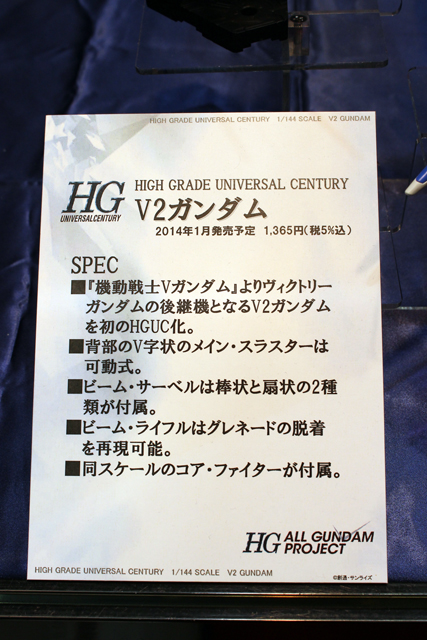 HIGH GRADE UNIVERSAL CENTURY 1/144 SCALE V2 GUNDAM
HG
UNIVERSAL CENTURY
HIGH GRADE UNIVERSAL CENTURY
V2ガンダム
2014年1月発売予定 1,365円(税5%込)
SPEC
■『機動戦士Vガンダム』よりヴィクトリー
ガンダムの後継機となるV2ガンダム
を初のHGUC化。
■背部のV字状のメイン・スラスターは
可動式。
■ビーム・サーベルは棒状と扇状の2種
類が付属。
■ビーム・ライフルはグレネードの脱着
を再現可能。
■同スケールのコア・ファイターが付属。
HG ALL GUNDAM
PROJECT
HIGH GRADE UNIVERSAL CENTURY 1/144 SCALE V2 GUNDAM
©創通・サンライズ